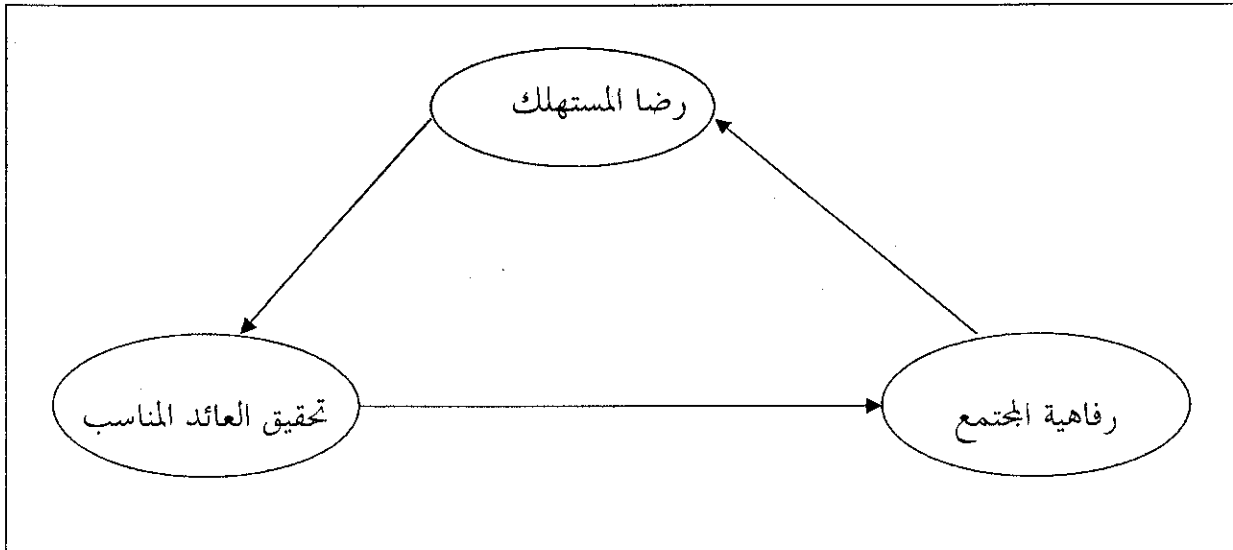 رضا المستهلك
رفاهية المجتمع
تحقيق العائد المناسب